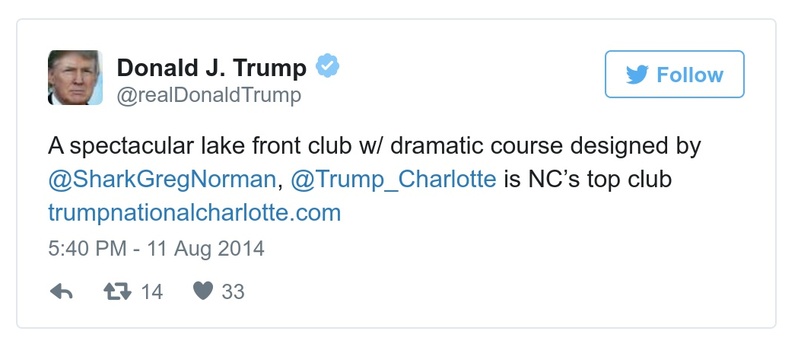 Donald J. Trump
@realDonaldTrump
Follow
A spectacular lake front club w/ dramatic course designed by
@SharkGregNorman, @Trump_Charlotte is NC’s top club
trumpnationalcharlotte.com
5:40 PM - 11 Aug 2014
14 33